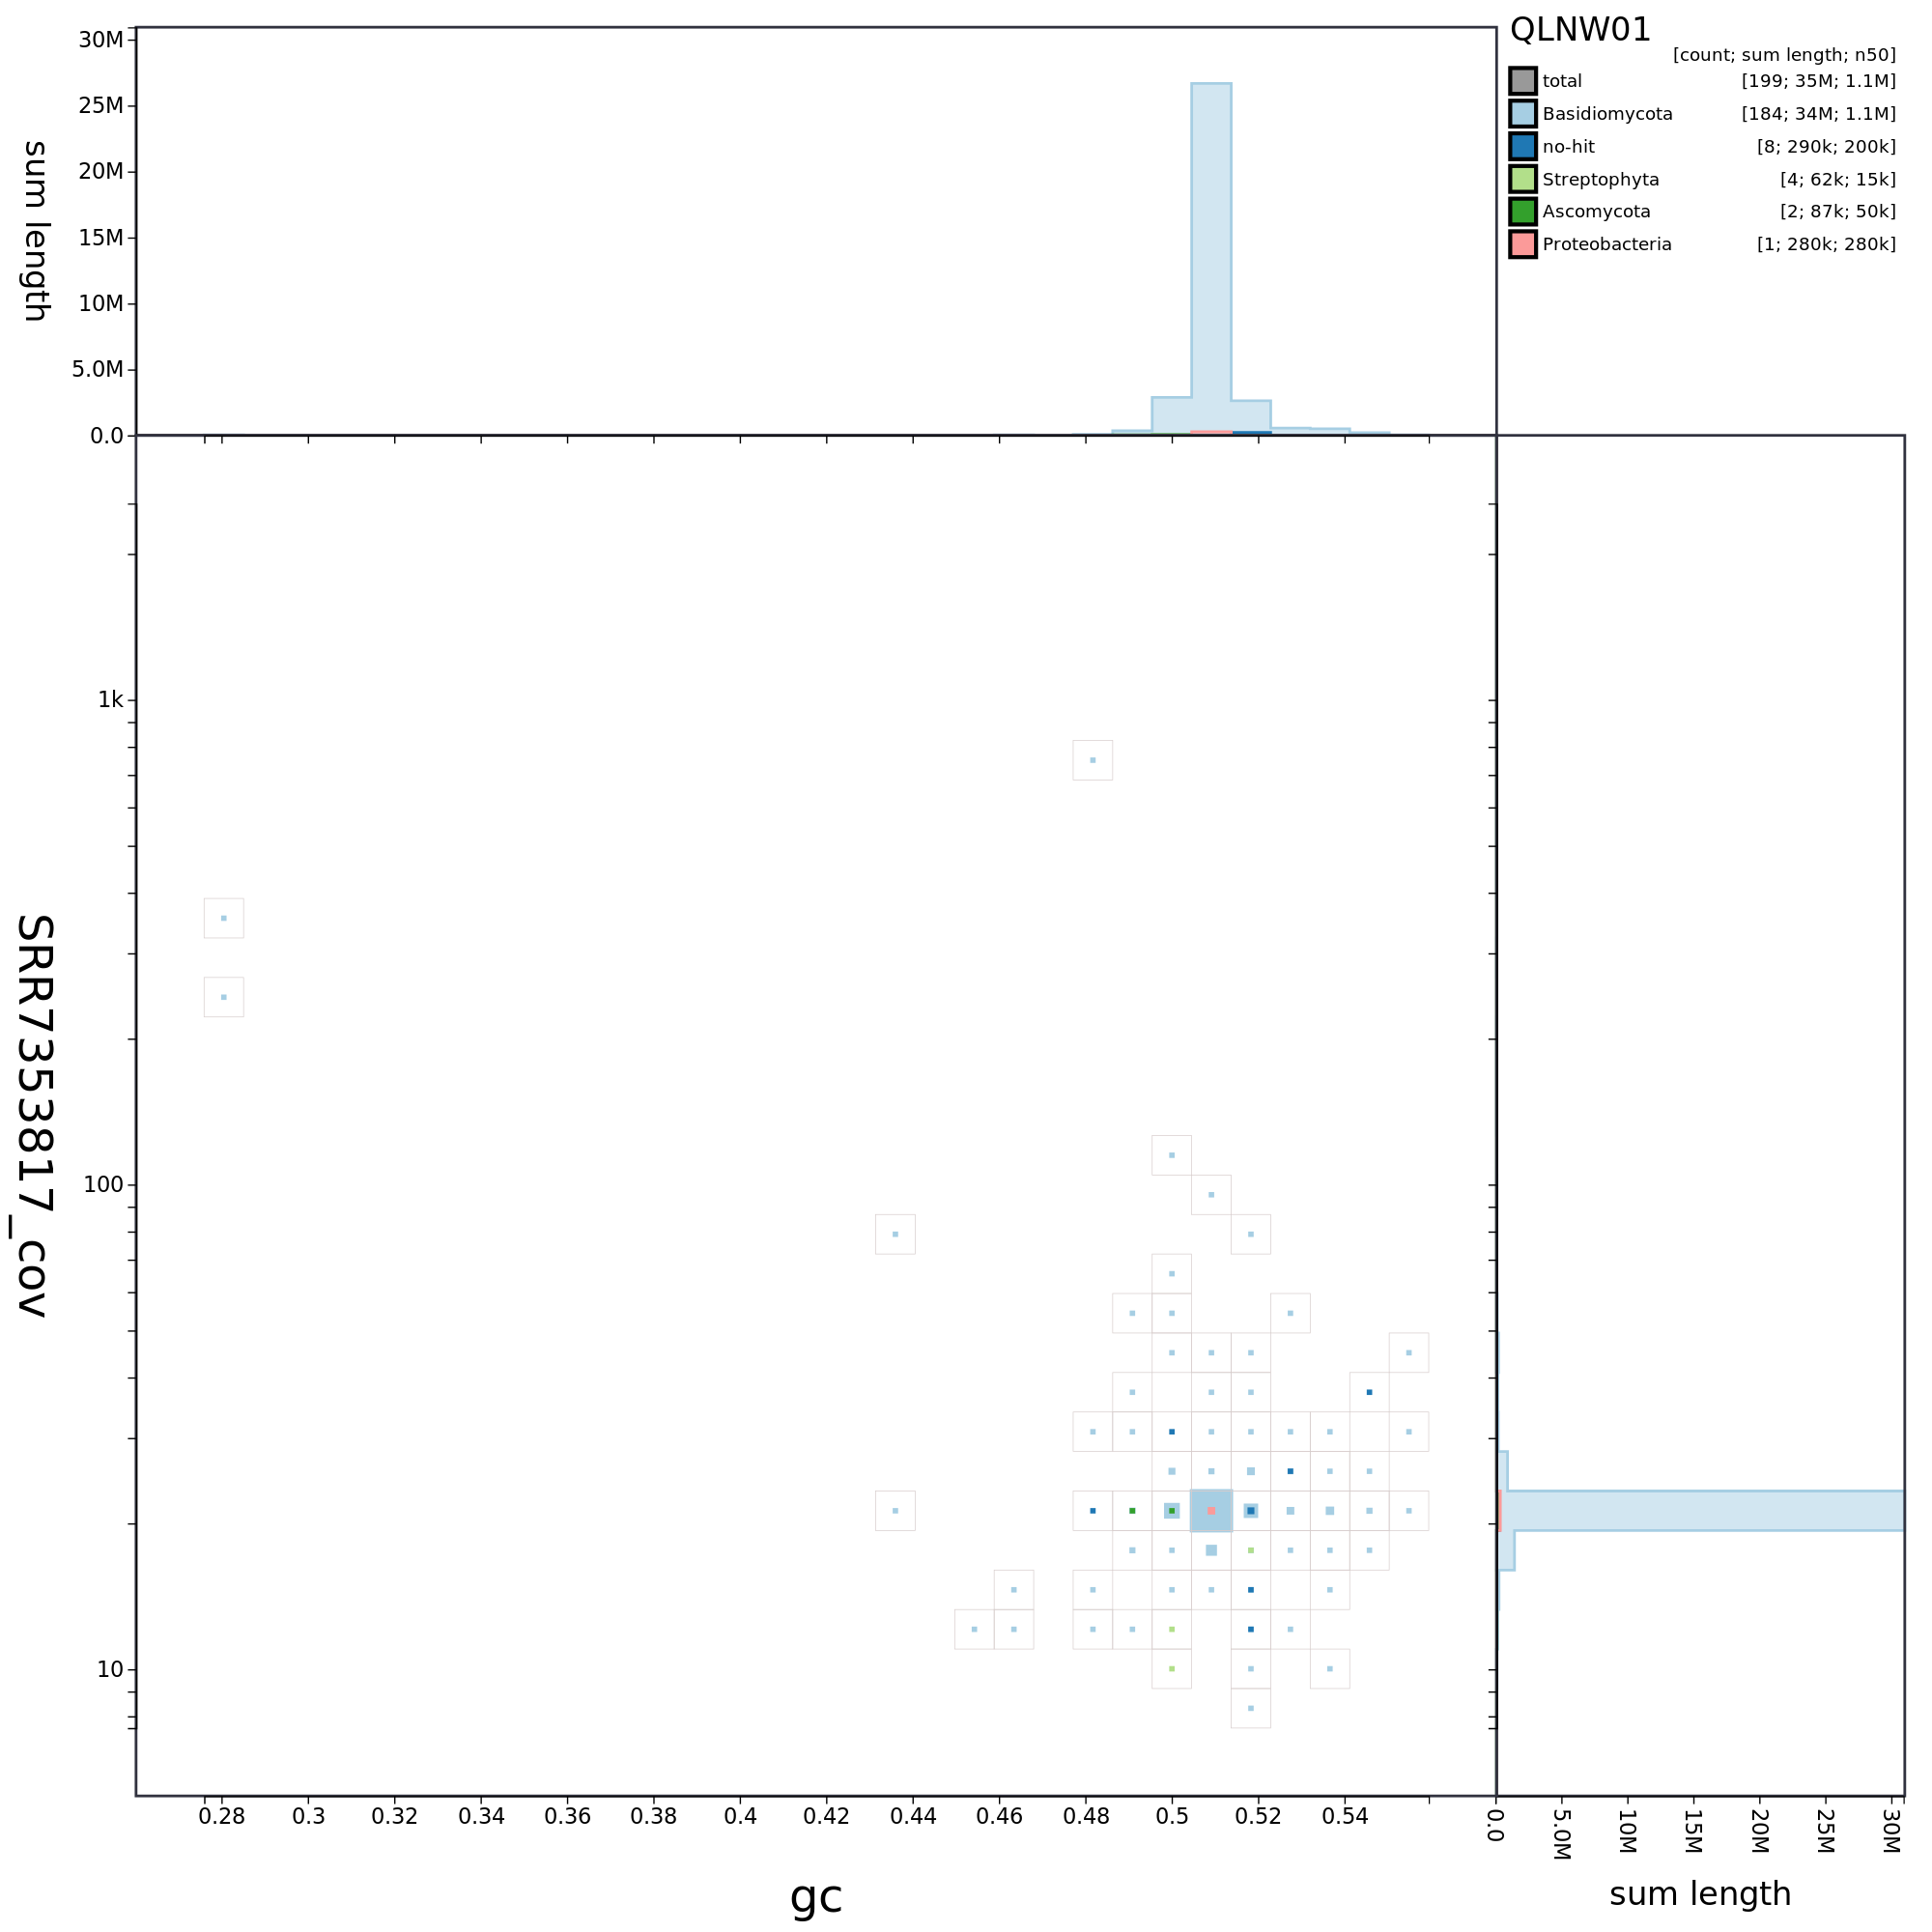 QLNW01
[count; sum length; n50]
total [199; 35M; 1.1M]
Basidiomycota [184; 34M; 1.1M]
no-hit [8; 290k; 200k]
Streptophyta [4; 62k; 15k]
Ascomycota [2; 87k; 50k]
Proteobacteria [1; 280k; 280k]
30M
25M
20M
15M
10M
5.0M
0.0
sum length
1k
100
10
SRR7353817_cov
0.28 0.3 0.32 0.34 0.36 0.38 0.4 0.42 0.44 0.46 0.48 0.5 0.52 0.54
gc
0.0 5.0M 10M 15M 20M 25M 30M
sum length